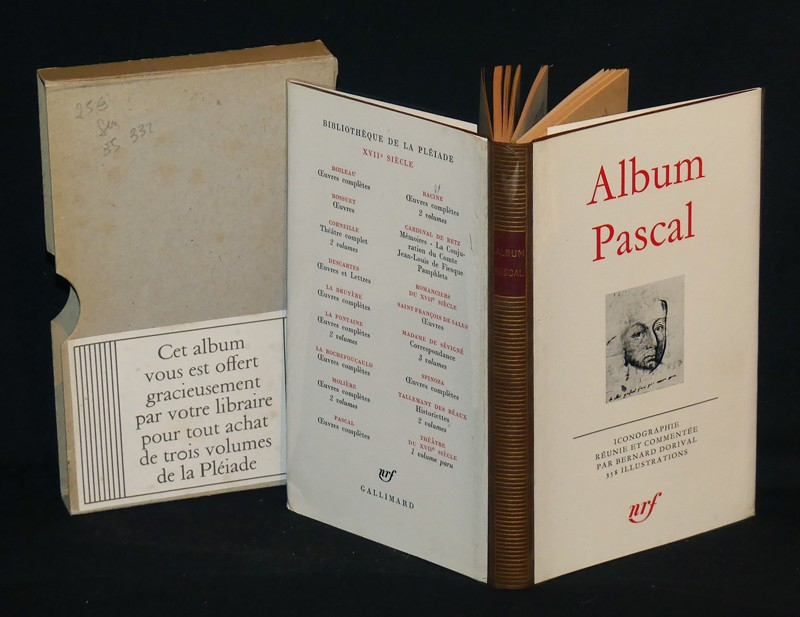 Cet album
vous est offert
gracieusement
par votre libraire
pour tout achat
de trois volumes
de la Pléiade
BIBLIOTHÈQUE DE LA PLÉIADE
XVIIe SIÈCLE
BOILEAU
Œuvres complètes
BOSSUET
Œuvres
CORNEILLE
Théâtre complet
2 volumes
DESCARTES
Œuvres et Lettres
LA BRUYÈRE
Œuvres complètes
LA FONTAINE
Œuvres complètes
2 volumes
LA ROCHEFOUCAULD
Œuvres complètes
MOLIÈRE
Œuvres complètes
2 volumes
PASCAL
Œuvres complètes
RACINE
Œuvres complètes
2 volumes
CARDINAL DE RETZ
Mémoires - La Conju-
ration du Comte
Jean-Louis de Fiesque
Pamphlets
ROMANCIERS
DU XVIIe SIÈCLE
SAINT FRANÇOIS DE SALES
Œuvres
MADAME DE SÉVIGNÉ
Correspondance
3 volumes
SPINOZA
Œuvres complètes
TALLEMANT DES RÉAUX
Historiettes
2 volumes
THÉÂTRE
DU XVIIe SIÈCLE
1 volume paru
nrf
GALLIMARD
ALBUM
PASCAL
Album
Pascal
ICONOGRAPHIE
RÉUNIE ET COMMENTÉE
PAR BERNARD DORIVAL
358 ILLUSTRATIONS
nrf